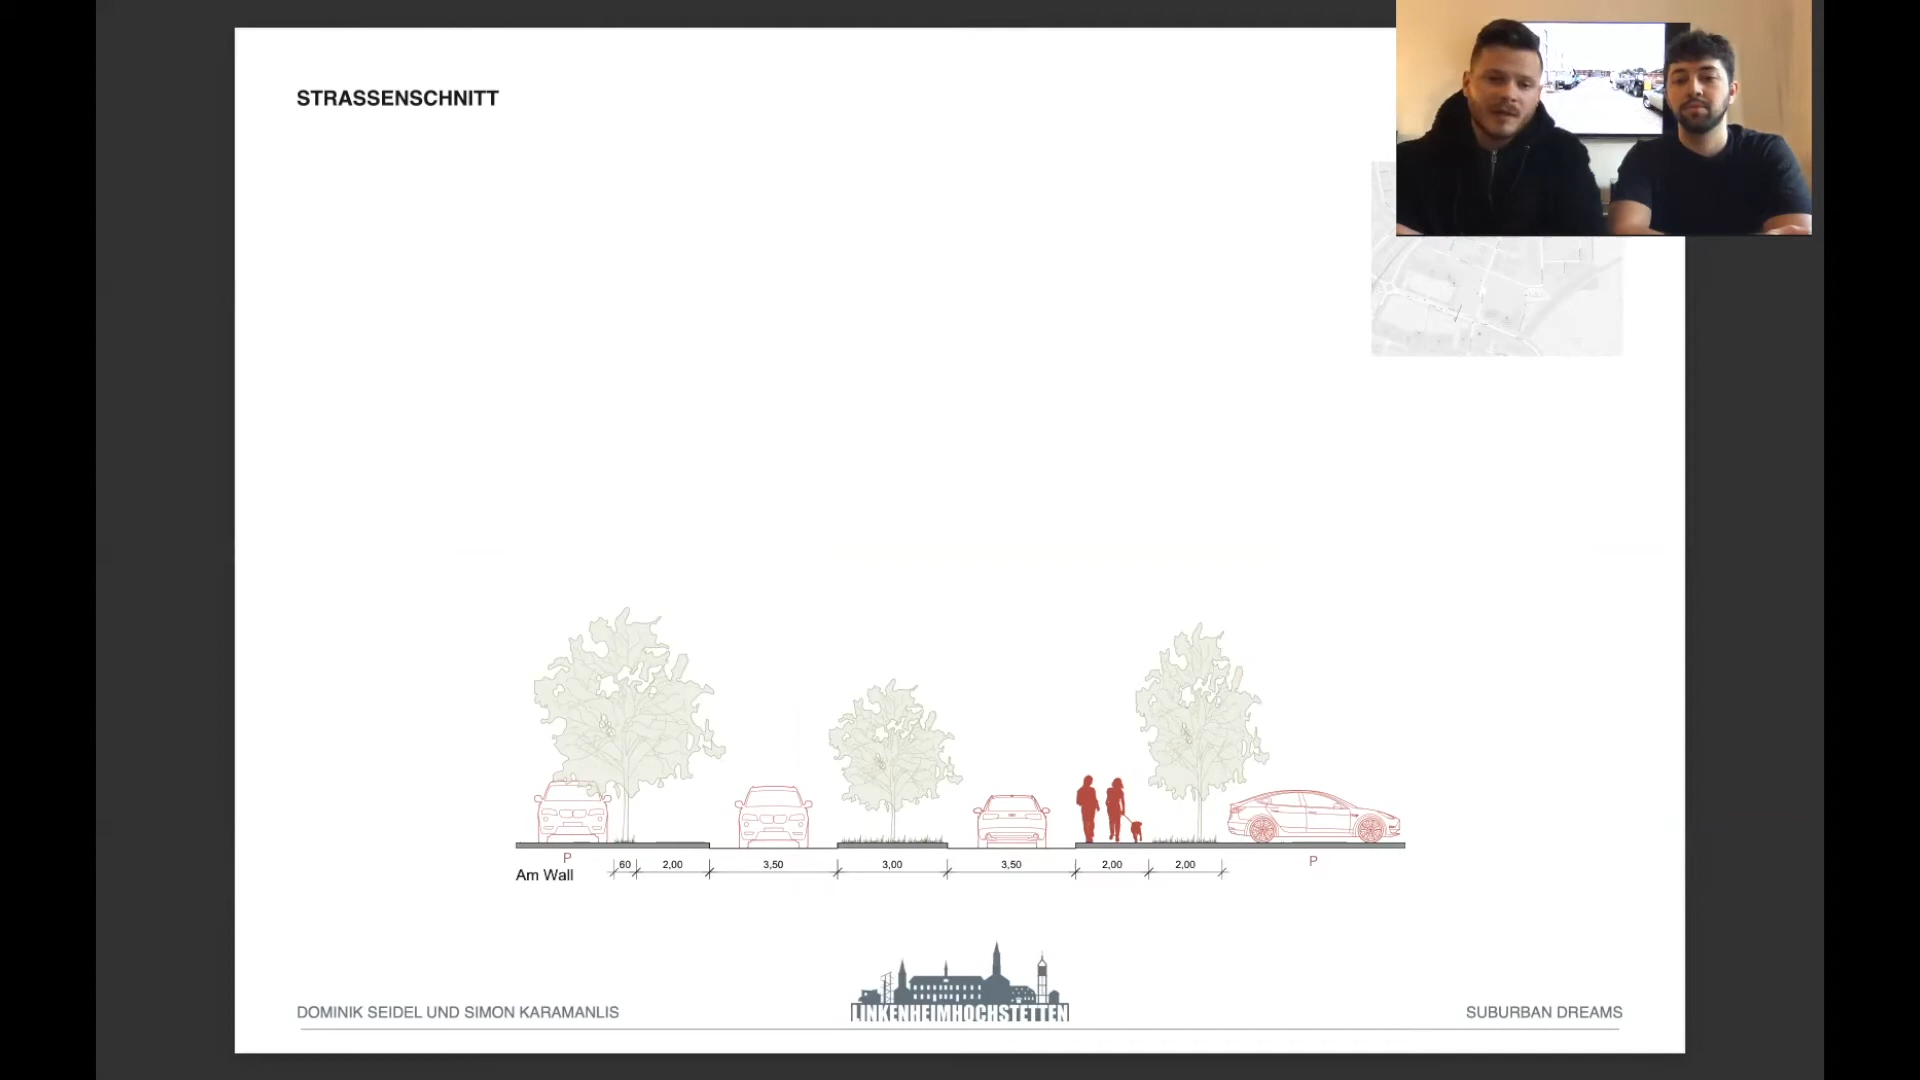 STRASSENSCHNITT
P
P
60 2,00 3,50 3,00 3,50 2,00 2,00
Am Wall
LINKENHEIMHOCHSTETTEN
DOMINIK SEIDEL UND SIMON KARAMANLIS
SUBURBAN DREAMS